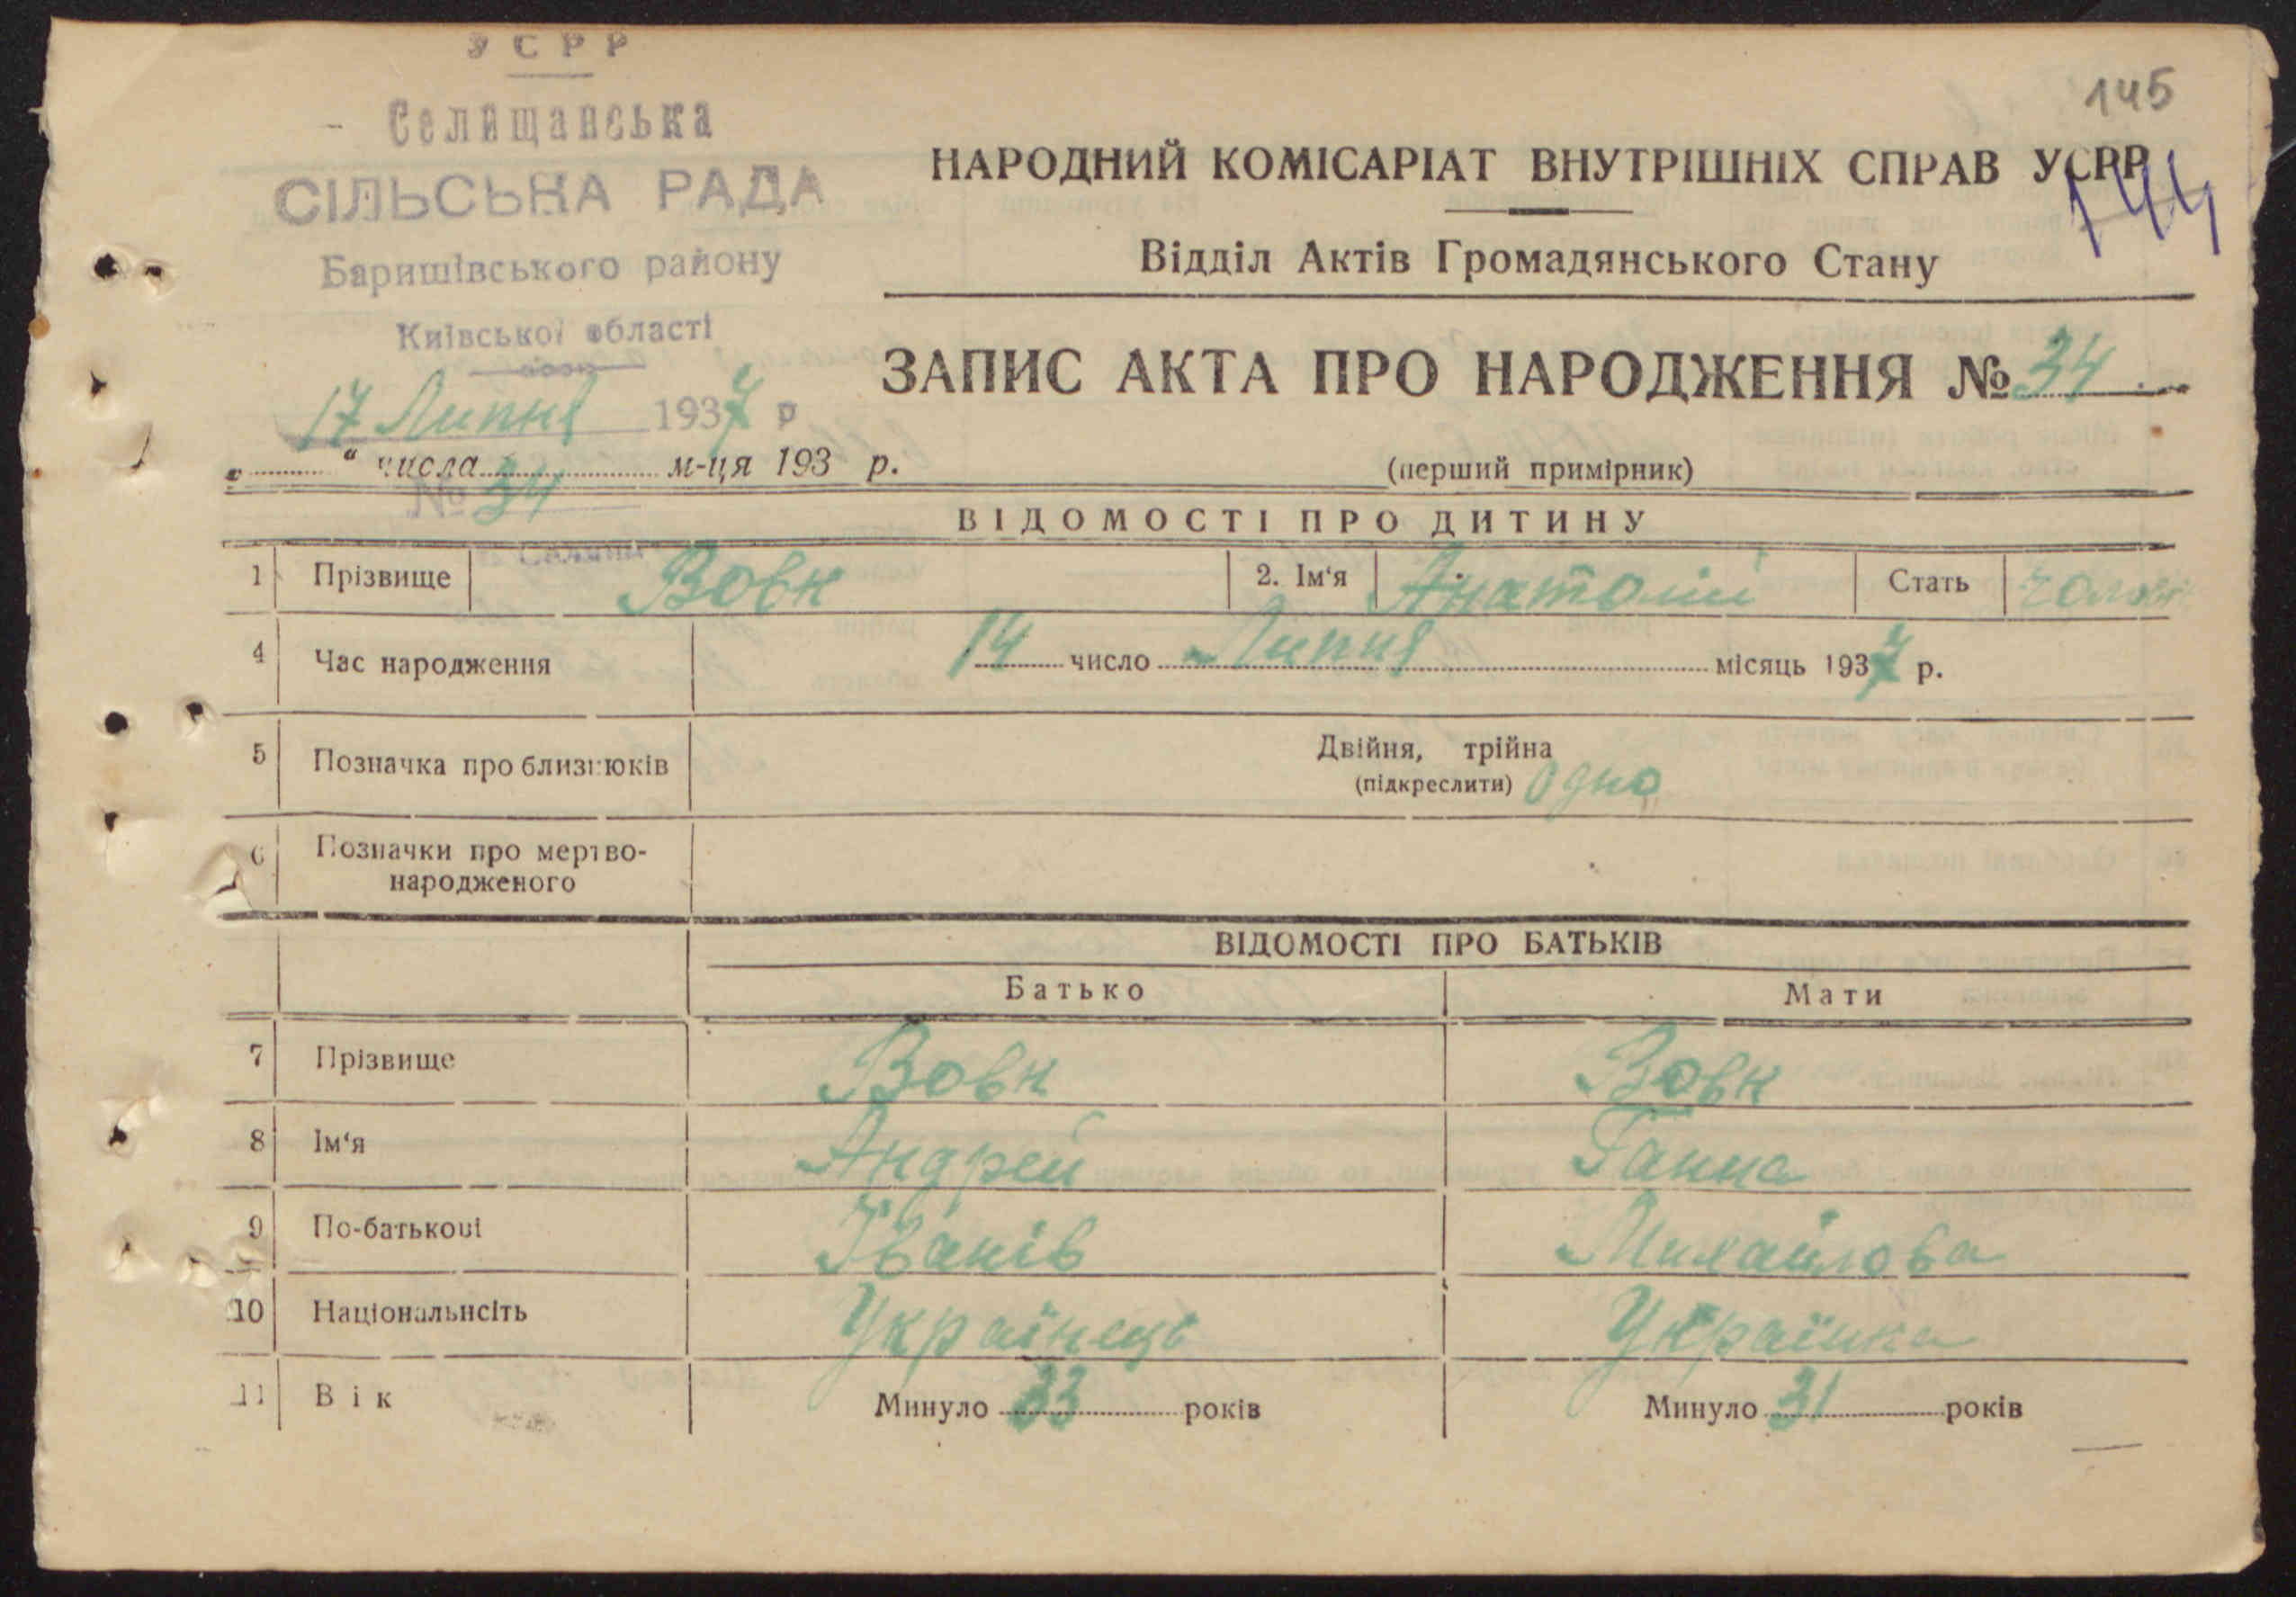 УСРР
Селищанська
СІЛЬСЬКА РАДА
Баришівського району
Київської області
17 Липня 1937 р
№ 34
145
144
НАРОДНИЙ КОМІСАРІАТ ВНУТРІШНІХ СПРАВ УСРР
Відділ Актів Громадянського Стану
ЗАПИС АКТА ПРО НАРОДЖЕННЯ № 34
„ “ числа м-ця 193 р.
(перший примірник)
ВІДОМОСТІ ПРО ДИТИНУ
1 Прізвище Вовк 2. Ім‘я Анатолій Стать чолов
4 Час народження 14 число Липня місяць 1937 р.
5 Позначка про близнюків Двійня, трійна
(підкреслити) Одно
6 Позначки про мертво-
народженого
ВІДОМОСТІ ПРО БАТЬКІВ
Батько Мати
7 Прізвище Вовк Вовк
8 Ім‘я Андрей Ганна
9 По-батькові Іванів Михайлова
10 Національнсіть Українець Українка
11 Вік Минуло 33 років Минуло 31 років